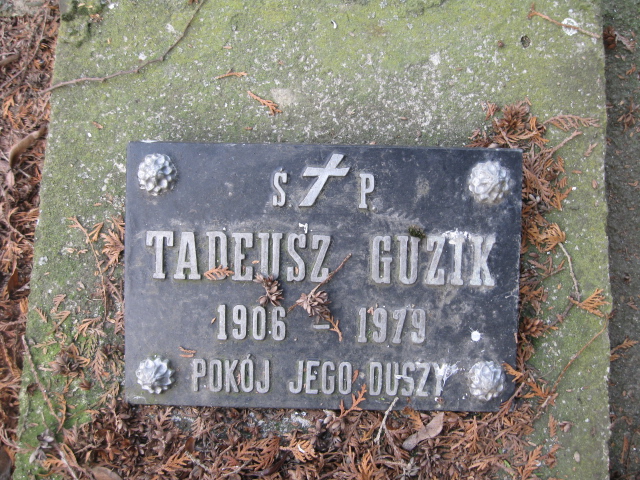 Ś P
TADEUSZ GUZIK
1906 - 1979
POKÓJ JEGO DUSZY